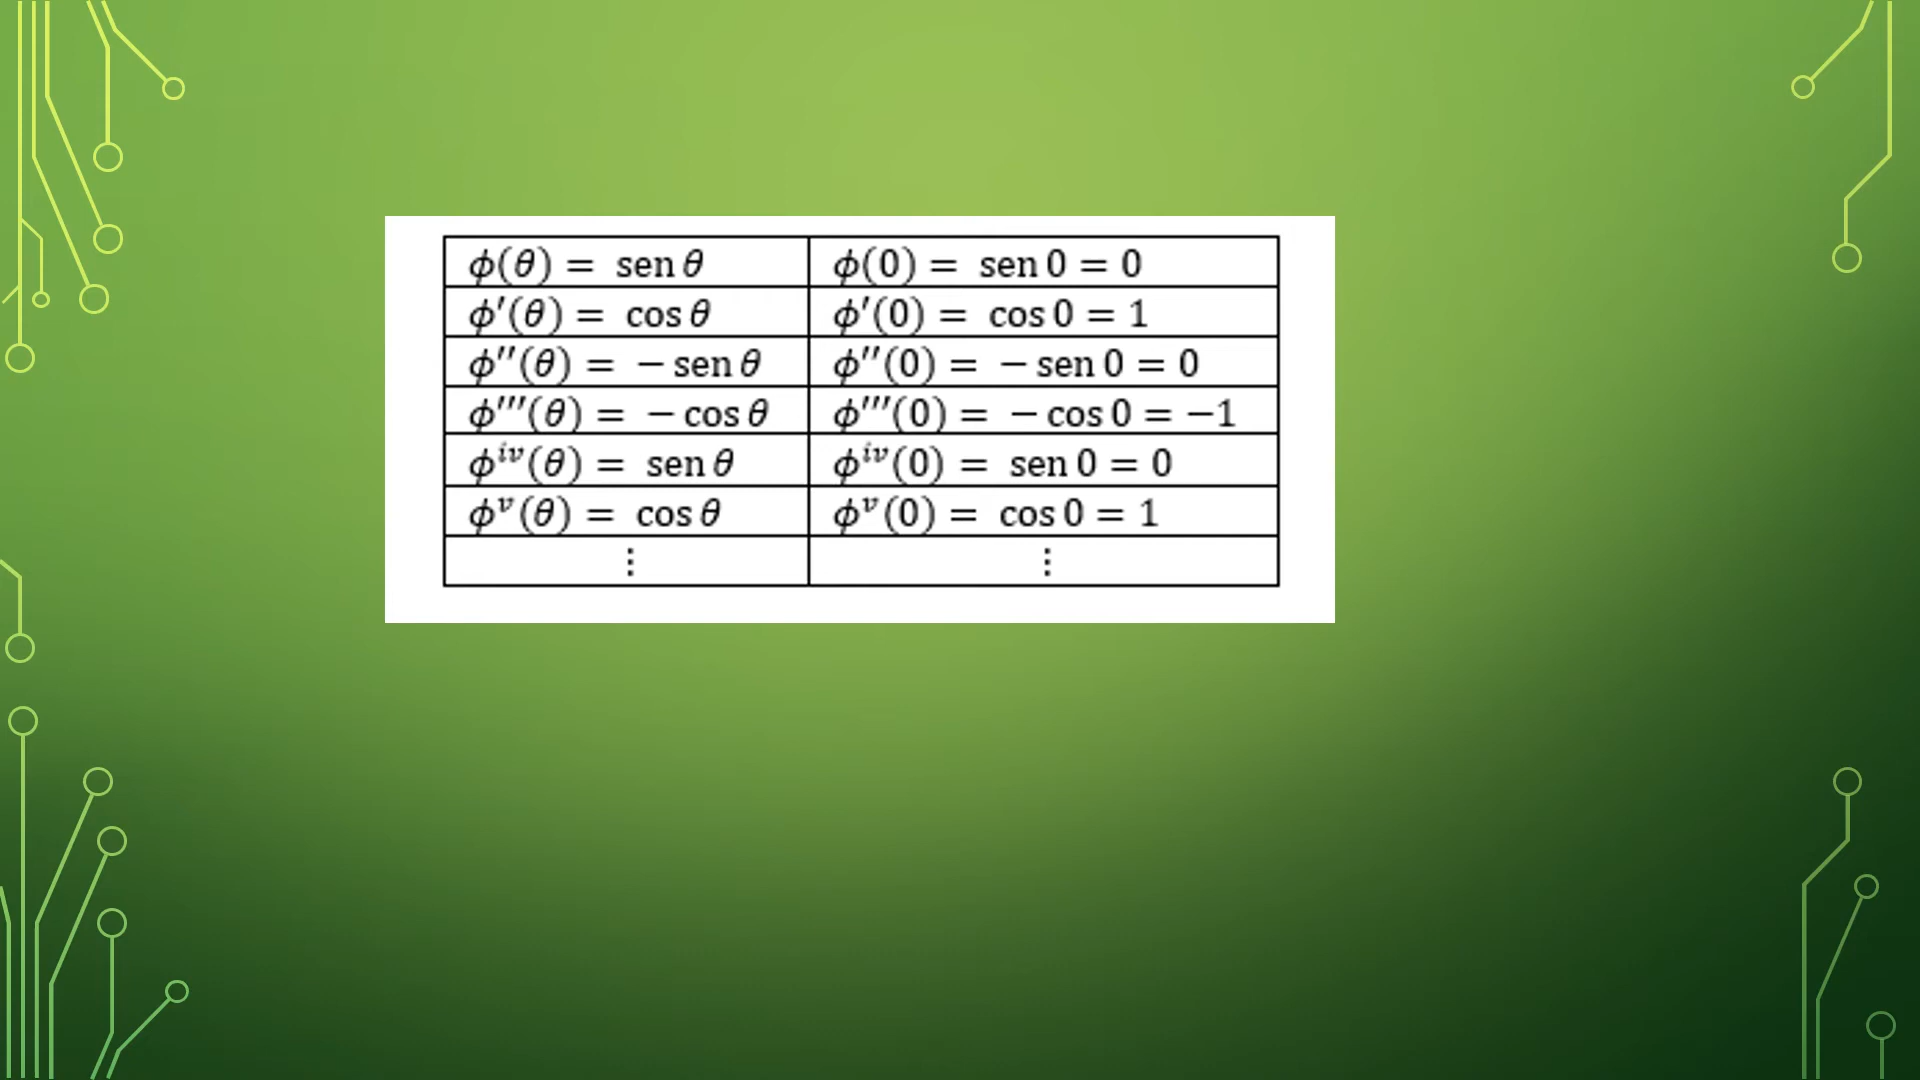 ϕ(θ) = sen θ ϕ(0) = sen 0 = 0
ϕ′(θ) = cos θ ϕ′(0) = cos 0 = 1
ϕ′′(θ) = − sen θ ϕ′′(0) = − sen 0 = 0
ϕ′′′(θ) = − cos θ ϕ′′′(0) = − cos 0 = −1
ϕ^{iv}(θ) = sen θ ϕ^{iv}(0) = sen 0 = 0
ϕ^{v}(θ) = cos θ ϕ^{v}(0) = cos 0 = 1
⋮ ⋮